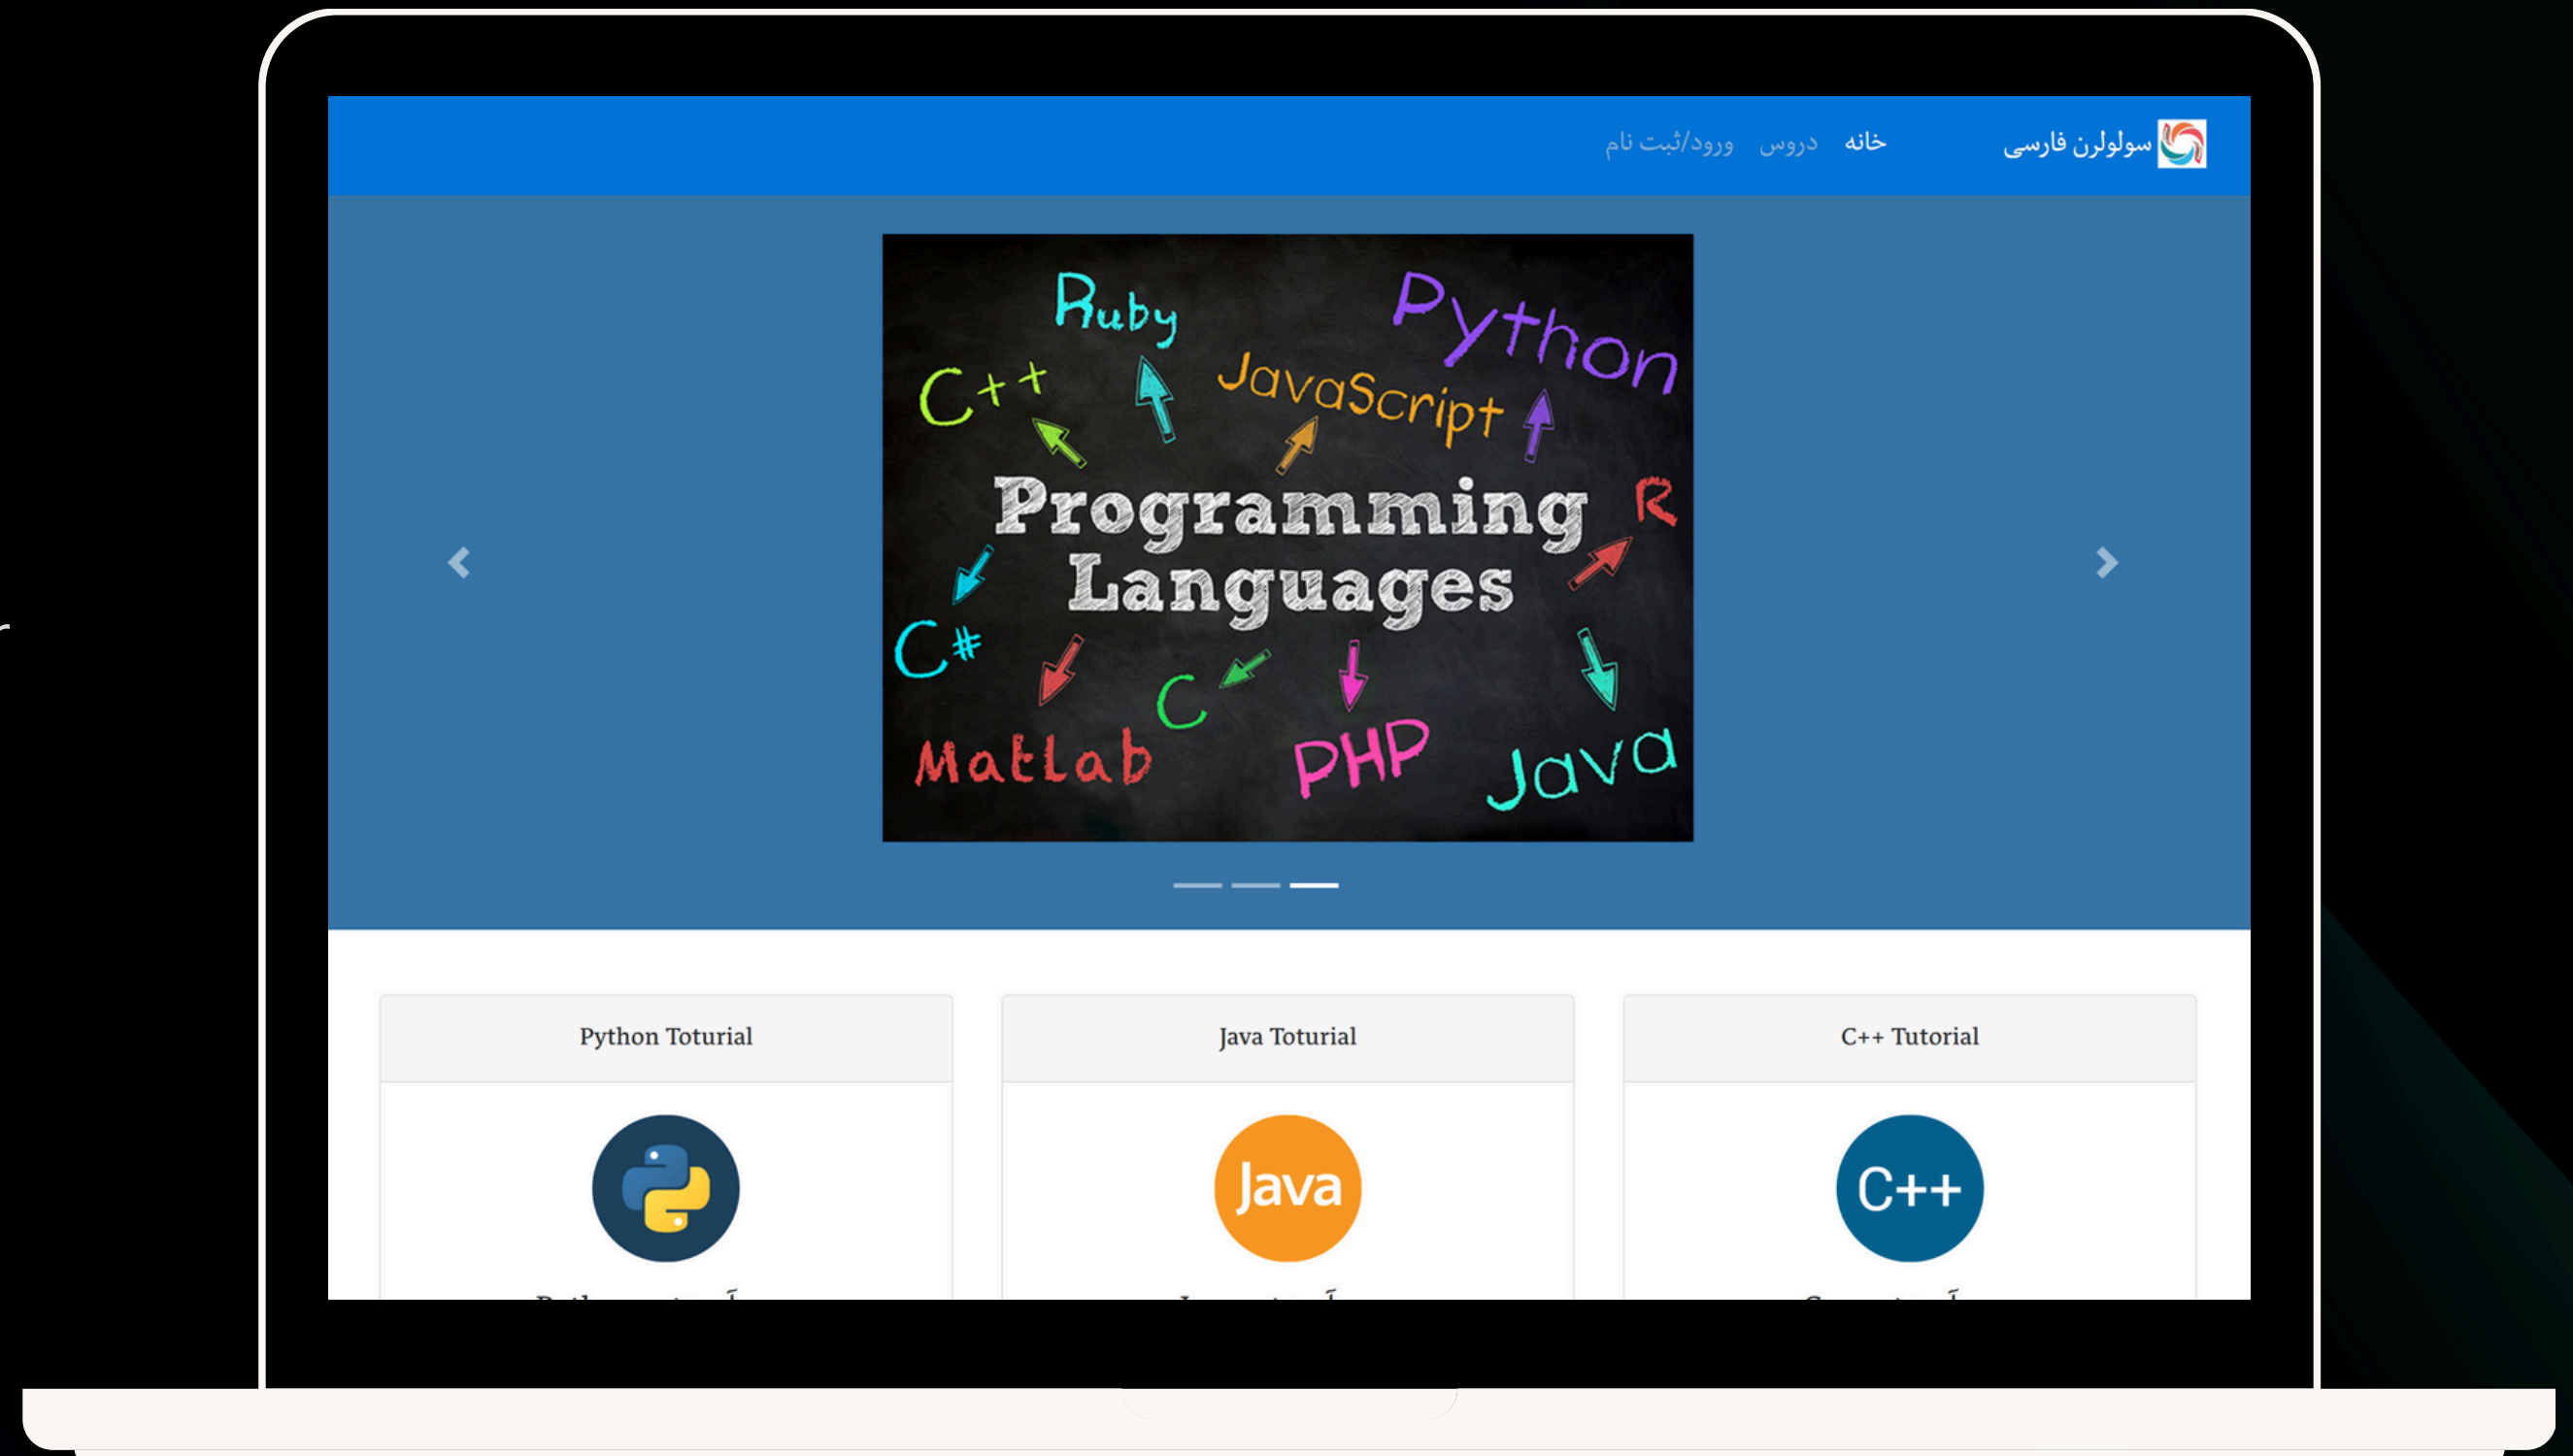 سولولرن فارسی
خانه دروس ورود/ثبت نام
Ruby
Python
C++
JavaScript
Programming
R
Languages
C#
C
Matlab
PHP
Java
C++ Tutorial
Java Toturial
Python Toturial
C++
Java